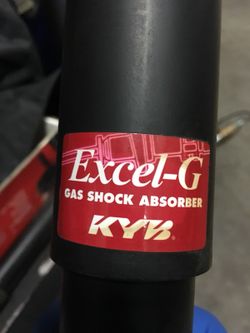 Excel-G
GAS SHOCK ABSORBER
KYB